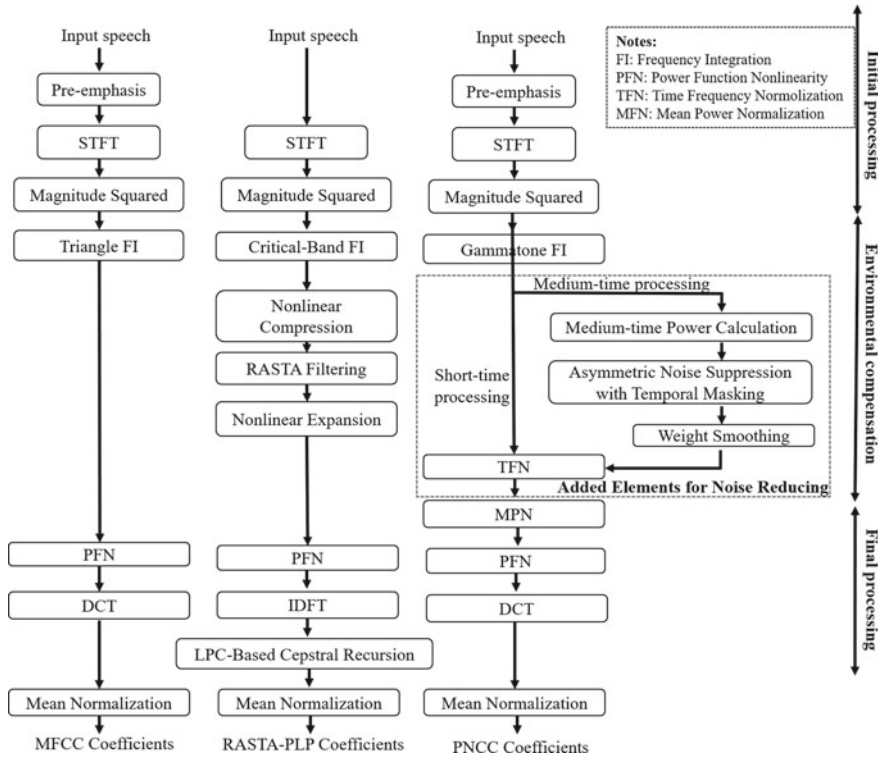 Input speech
Pre-emphasis
STFT
Magnitude Squared
Triangle FI
PFN
DCT
Mean Normalization
MFCC Coefficients
Input speech
STFT
Magnitude Squared
Critical-Band FI
Nonlinear
Compression
RASTA Filtering
Nonlinear Expansion
PFN
IDFT
LPC-Based Cepstral Recursion
Mean Normalization
RASTA-PLP Coefficients
Input speech
Pre-emphasis
STFT
Magnitude Squared
Gammatone FI
Medium-time processing
Medium-time Power Calculation
Asymmetric Noise Suppression
with Temporal Masking
Weight Smoothing
Short-time
processing
TFN
Added Elements for Noise Reducing
MPN
PFN
DCT
Mean Normalization
PNCC Coefficients
Notes:
FI: Frequency Integration
PFN: Power Function Nonlinearity
TFN: Time Frequency Normolization
MFN: Mean Power Normalization
Initial processing
Environmental compensation
Final processing